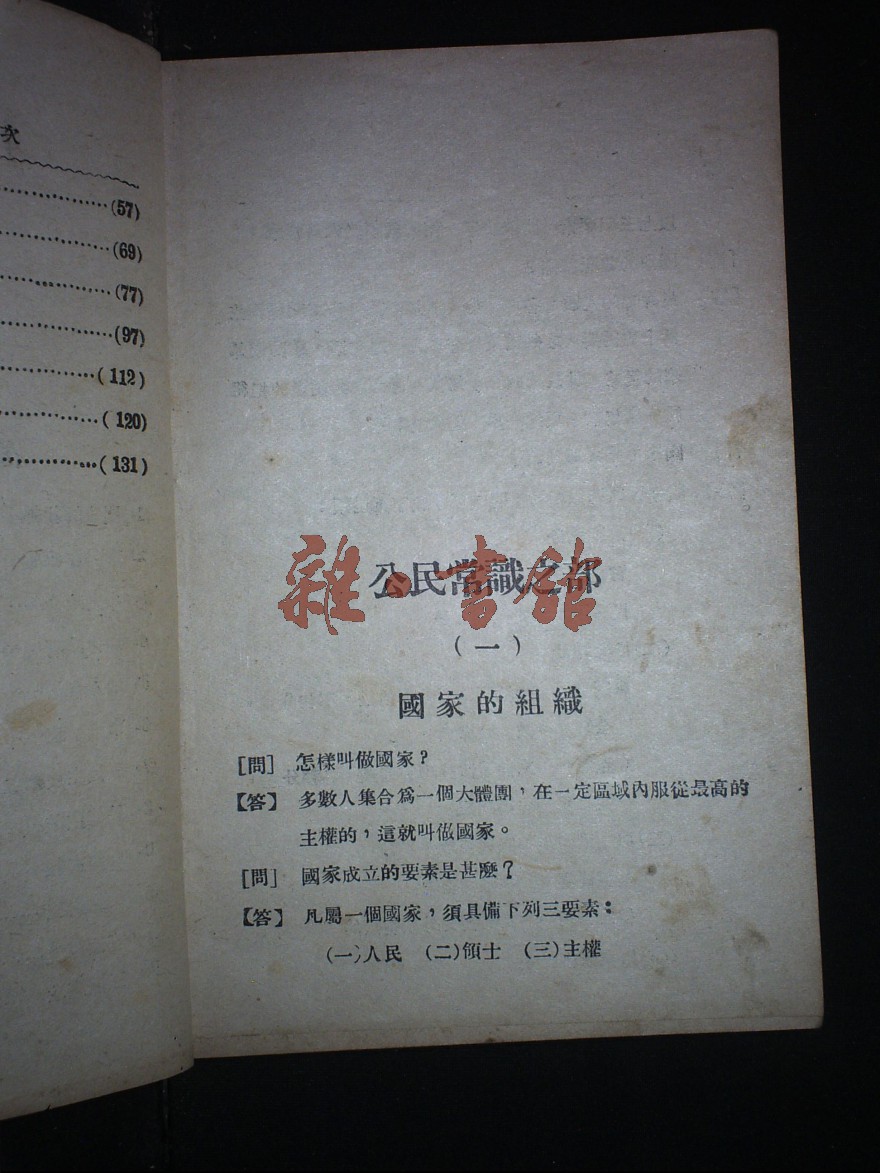 次
(57)
(69)
(77)
(97)
(112)
(120)
(131)
公民常識之部
雜·書館
(一)
國家的組織
[問] 怎樣叫做國家?
【答】 多數人集合爲一個大體團,在一定區域內服從最高的
主權的,這就叫做國家。
[問] 國家成立的要素是甚麼?
【答】 凡屬一個國家,須具備下列三要素:
(一)人民 (二)領士 (三)主權